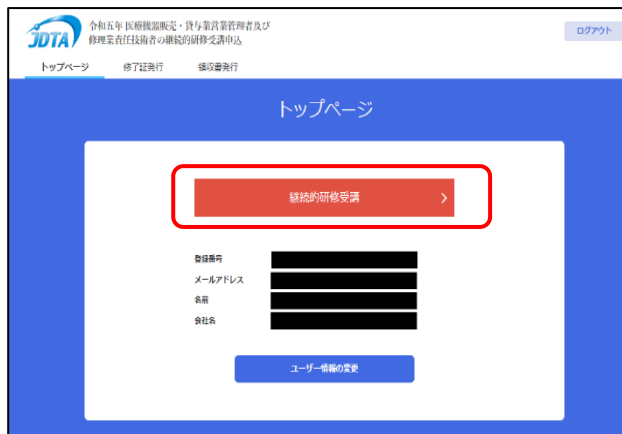 JDTA
令和五年 医療機器販売・貸与業営業管理者及び
修理業責任技術者の継続的研修受講申込
ログアウト
トップページ 修了証発行 領収書発行
トップページ
継続的研修受講
登録番号
メールアドレス
名前
会社名
ユーザー情報の変更